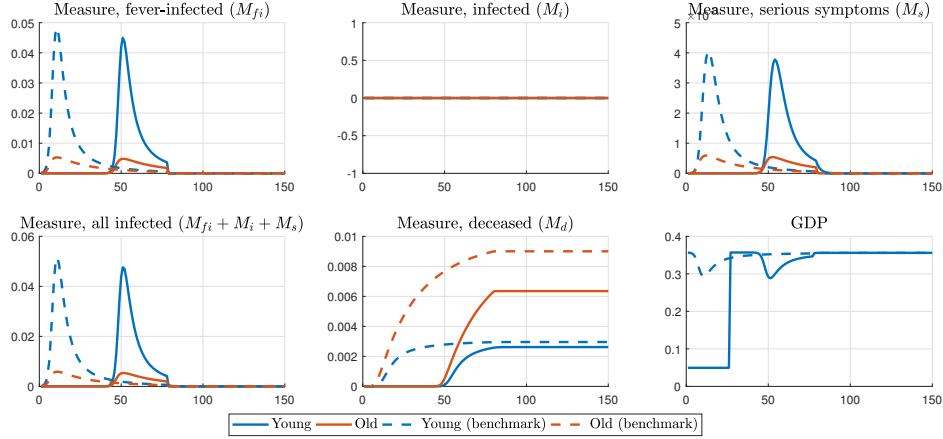 Measure, fever-infected (M_fi)
0.05
0.04
0.03
0.02
0.01
0
0 50 100 150
Measure, infected (M_i)
1
0.5
0
-0.5
-1
0 50 100 150
Measure, serious symptoms (M_s)
5
4
3
2
1
0
0 50 100 150
Measure, all infected (M_fi + M_i + M_s)
0.06
0.04
0.02
0
0 50 100 150
Measure, deceased (M_d)
0.01
0.008
0.006
0.004
0.002
0
0 50 100 150
GDP
0.4
0.3
0.2
0.1
0
0 50 100 150
Young Old Young (benchmark) Old (benchmark)